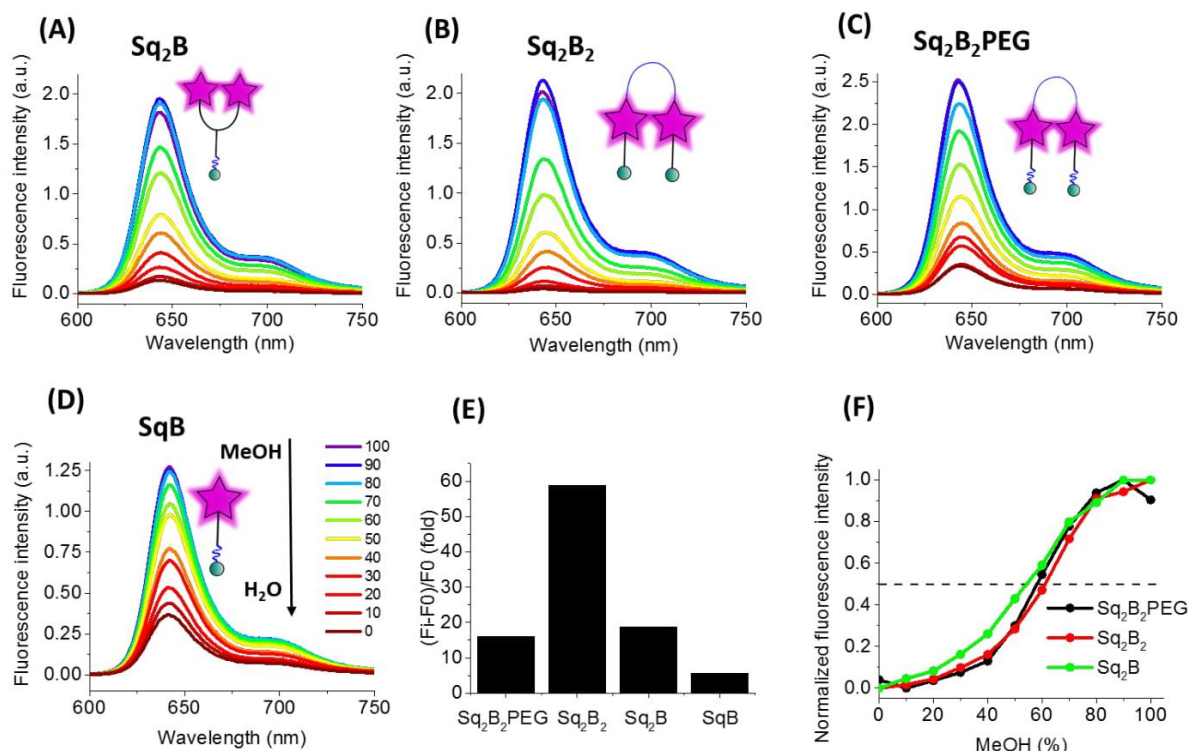 (A)
Sq₂B
Fluorescence intensity (a.u.)
2.0
1.5
1.0
0.5
0.0
600 650 700 750
Wavelength (nm)
(B)
Sq₂B₂
Fluorescence intensity (a.u.)
2.0
1.5
1.0
0.5
0.0
600 650 700 750
Wavelength (nm)
(C)
Sq₂B₂PEG
Fluorescence intensity (a.u.)
2.5
2.0
1.5
1.0
0.5
0.0
600 650 700 750
Wavelength (nm)
(D)
SqB
Fluorescence intensity (a.u.)
1.25
1.00
0.75
0.50
0.25
0.00
600 650 700 750
Wavelength (nm)
MeOH
H₂O
100
90
80
70
60
50
40
30
20
10
0
(E)
(Fi-F0)/F0 (fold)
60
50
40
30
20
10
0
Sq₂B₂PEG Sq₂B₂ Sq₂B SqB
(F)
Normalized fluorescence intensity
1.0
0.8
0.6
0.4
0.2
0.0
0 20 40 60 80 100
MeOH (%)
Sq₂B₂PEG
Sq₂B₂
Sq₂B